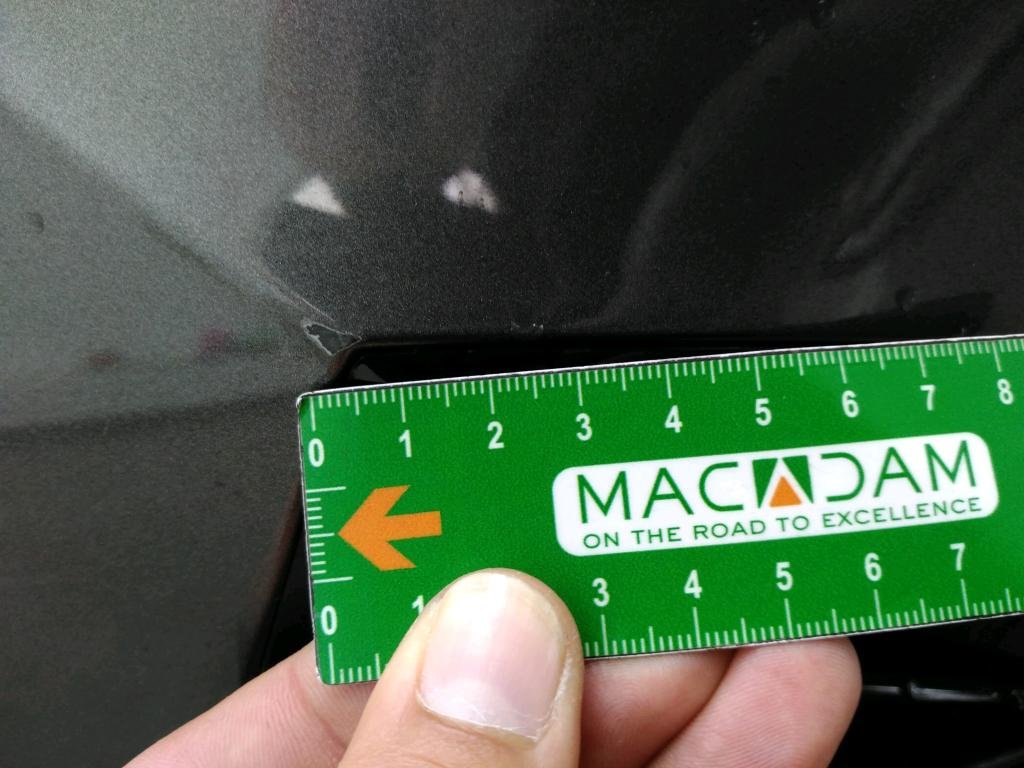 0 1 2 3 4 5 6 7 8
MACADAM
ON THE ROAD TO EXCELLENCE
0 1 3 4 5 6 7